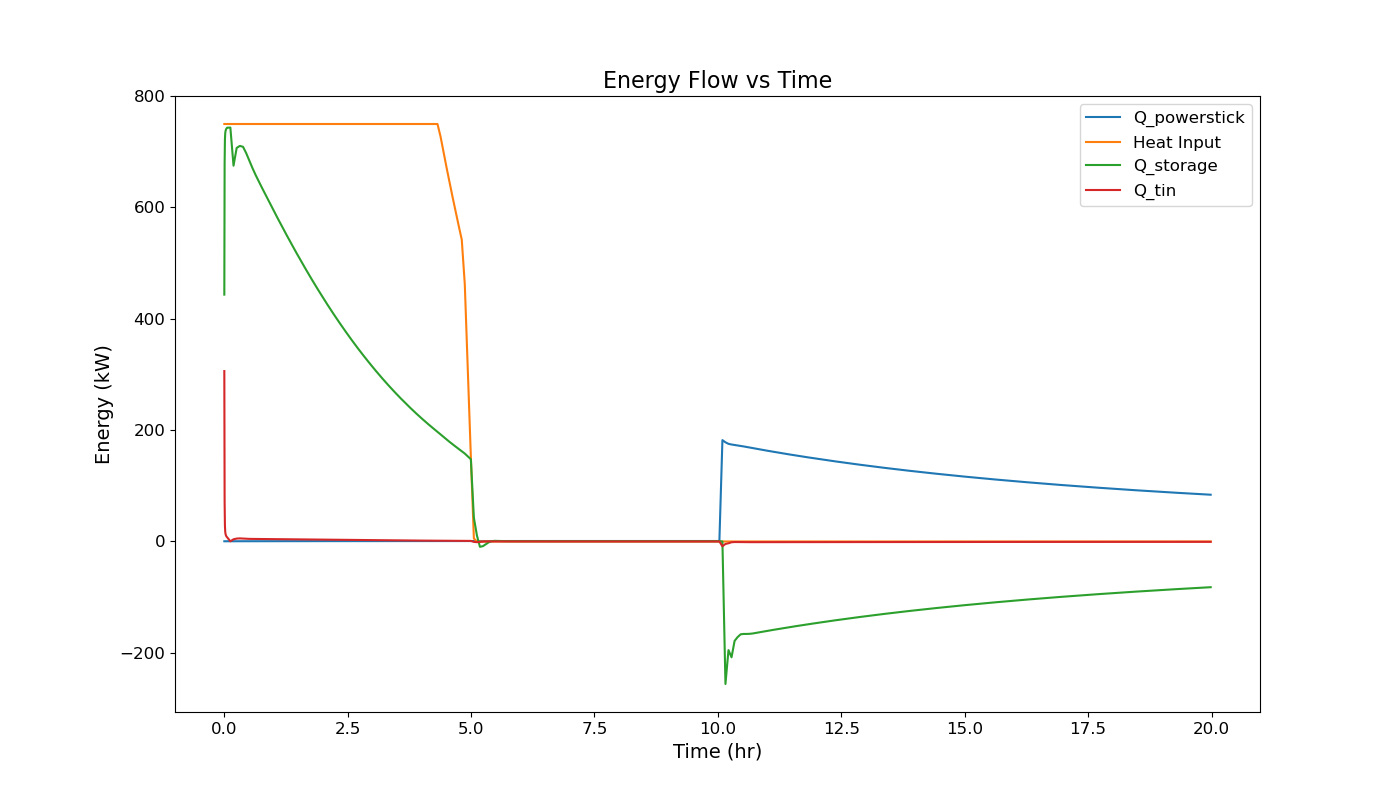 Energy Flow vs Time
800
600
400
200
0
−200
Energy (kW)
0.0 2.5 5.0 7.5 10.0 12.5 15.0 17.5 20.0
Time (hr)
Q_powerstick
Heat Input
Q_storage
Q_tin